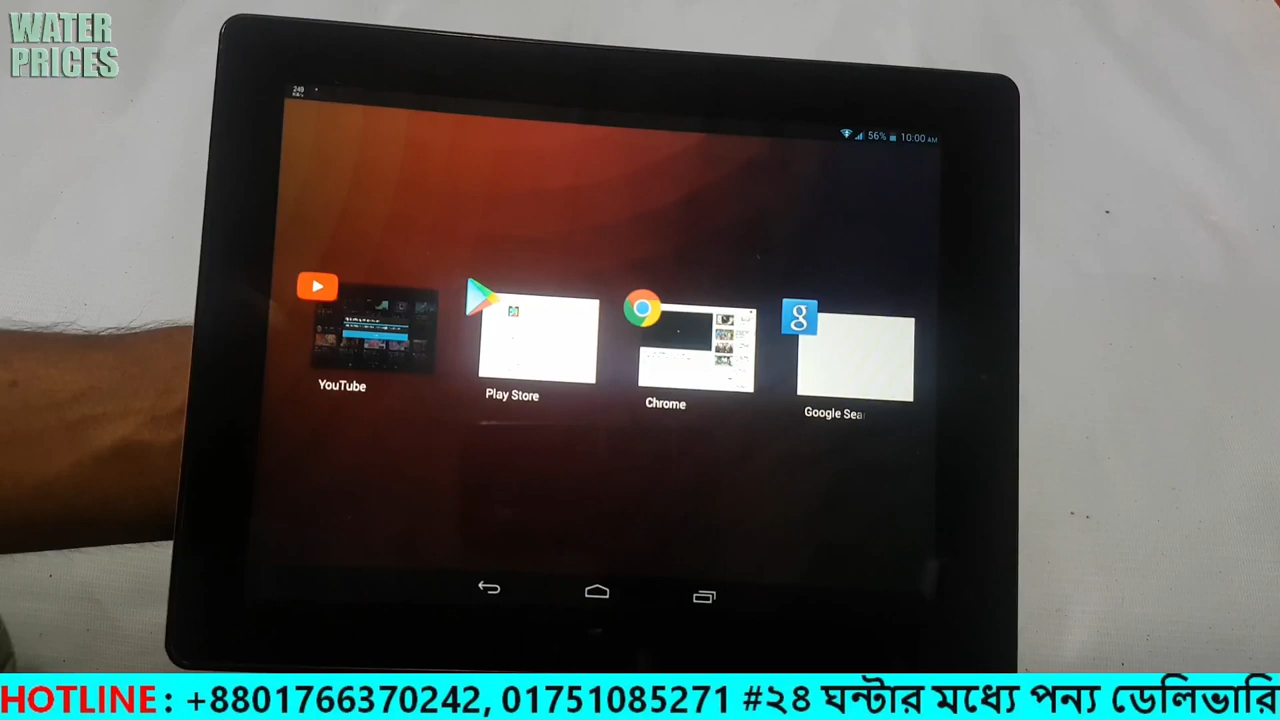 WATER
PRICES
249
56% 10:00 AM
YouTube
Play Store
Chrome
g
Google Sea
HOTLINE : +8801766370242, 01751085271 #২৪ ঘন্টার মধ্যে পন্য ডেলিভারি